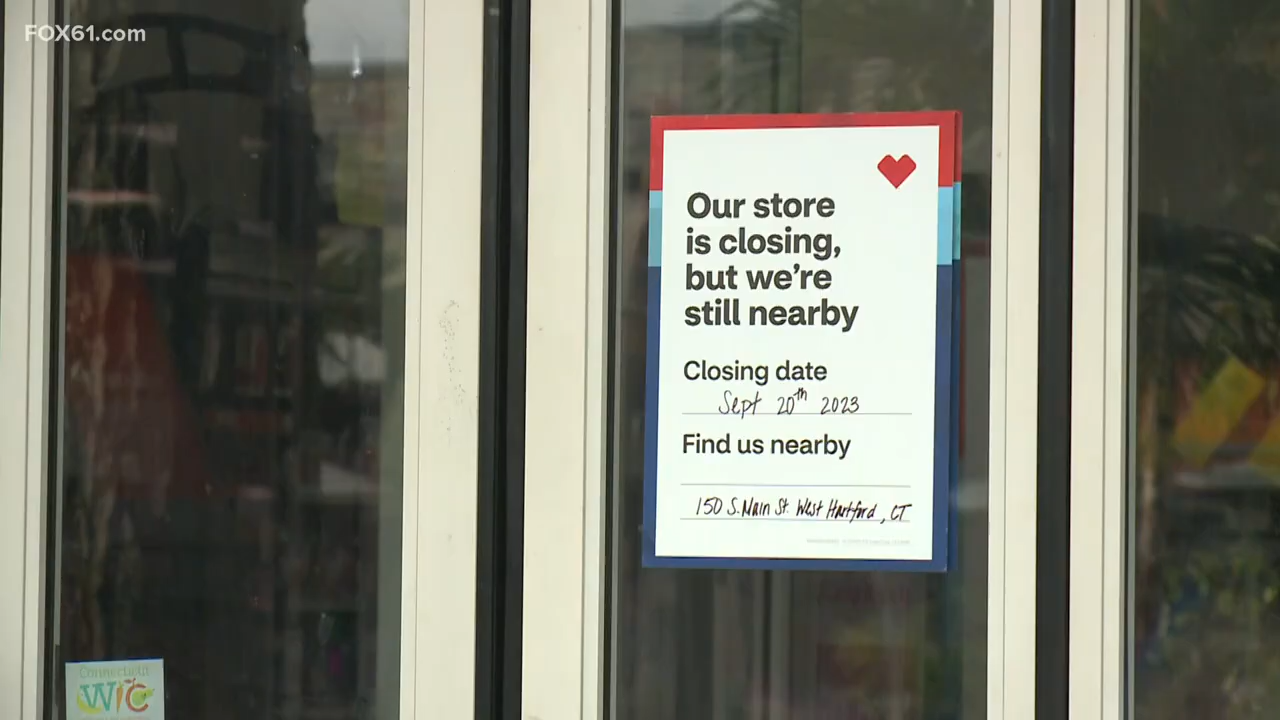 FOX61.com
Our store
is closing,
but we're
still nearby
Closing date
Sept 20th 2023
Find us nearby
150 S. Main St. West Hartford, CT
Connecticut
WIC